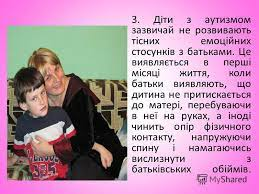 3. Діти з аутизмом
зазвичай не розвивають
тісних емоційних
стосунків з батьками. Це
виявляється в перші
місяці життя, коли
батьки виявляють, що
дитина не притискається
до матері, перебуваючи
в неї на руках, а іноді
чинить опір фізичного
контакту, напружуючи
спину і намагаючись
вислизнути з
батьківських обіймів.
MyShared